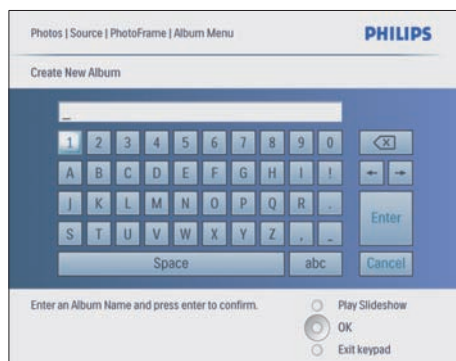 Photos | Source | PhotoFrame | Album Menu PHILIPS
Create New Album
_
1 2 3 4 5 6 7 8 9 0
A B C D E F G H I !
J K L M N O P Q R .
S T U V W X Y Z , _
Enter
Space abc Cancel
Enter an Album Name and press enter to confirm.
Play Slideshow
OK
Exit keypad